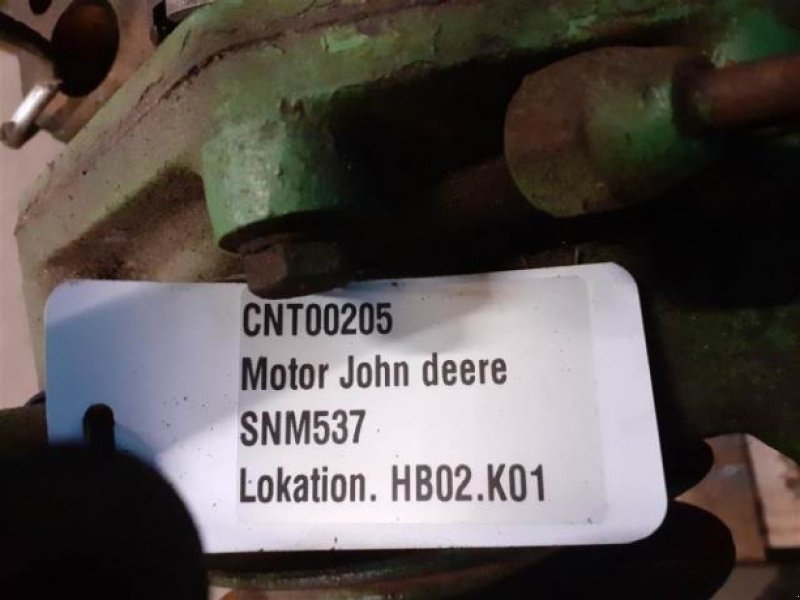 CNT00205
Motor John deere
SNM537
Lokation. HB02.K01